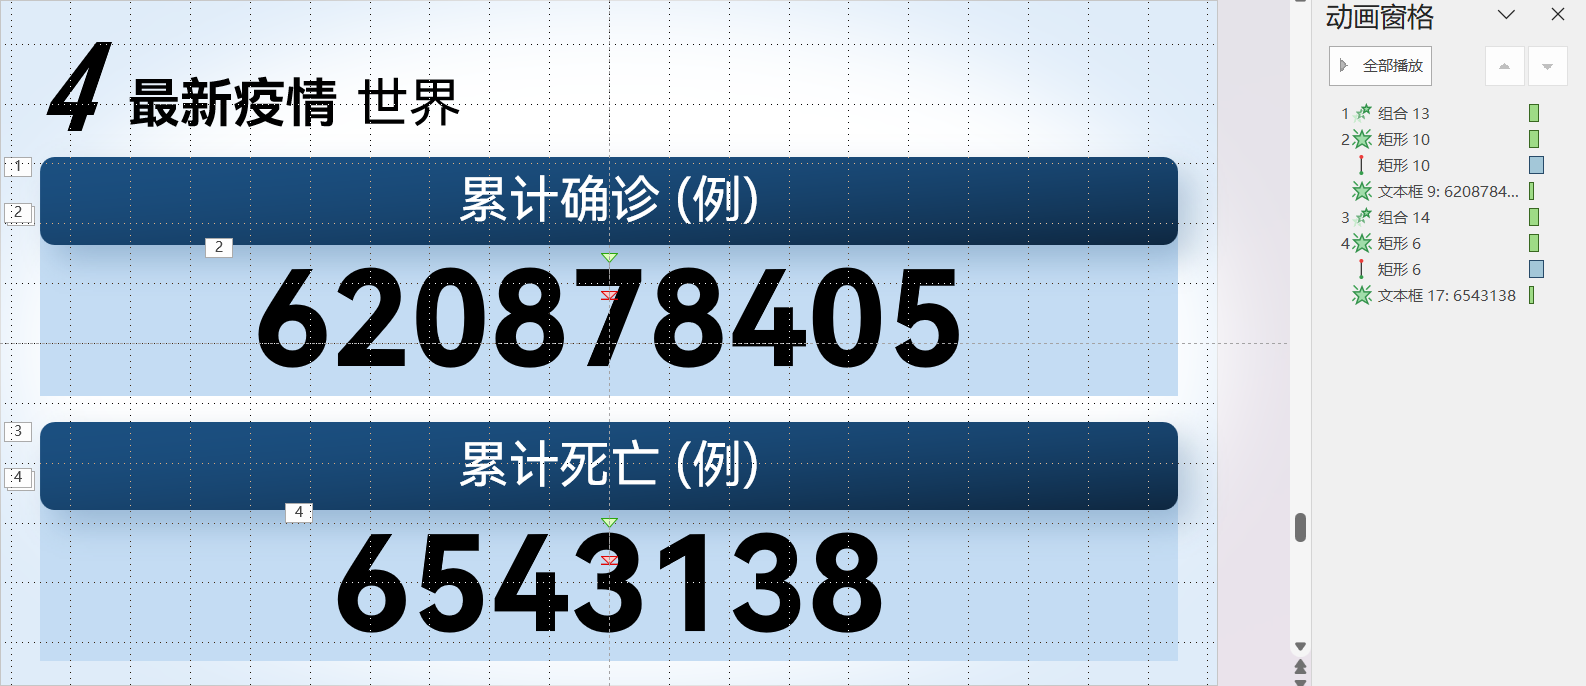 4 最新疫情 世界
1
累计确诊 (例)
2
2
620878405
3
累计死亡 (例)
4
4
6543138
动画窗格
全部播放
1 组合 13
2 矩形 10
矩形 10
文本框 9: 6208784...
3 组合 14
4 矩形 6
矩形 6
文本框 17: 6543138